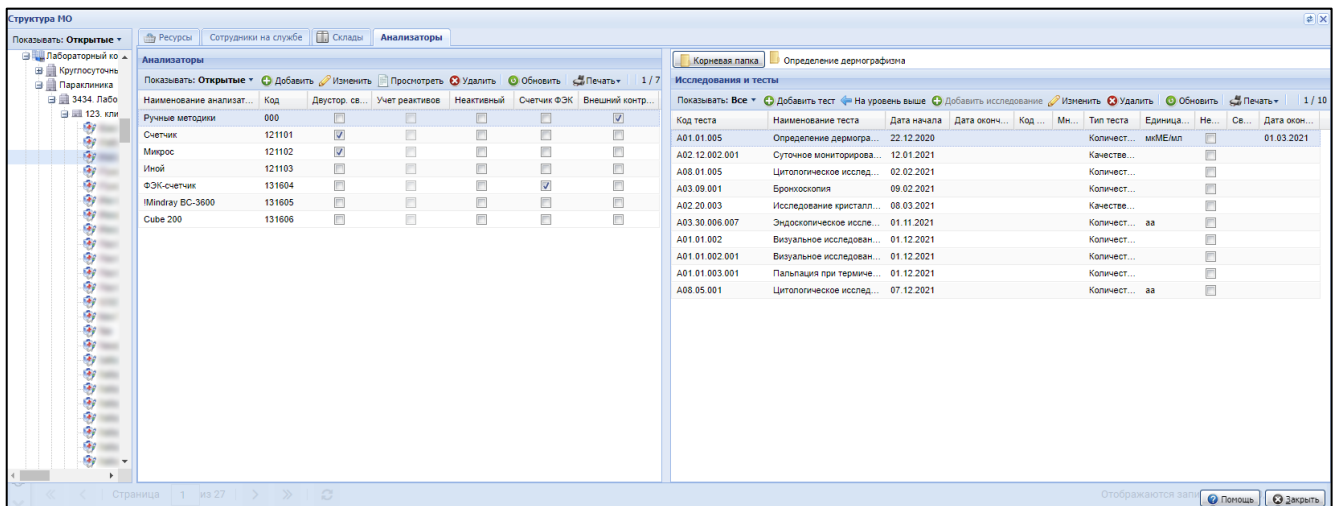 Структура МО
Показывать: Открытые
Лабораторный ко
Круглосуточнь
Параклиника
3434. Лабо
123. кли
Ресурсы Сотрудники на службе Склады Анализаторы
Анализаторы
Показывать: Открытые Добавить Изменить Просмотреть Удалить Обновить Печать 1 / 7
Наименование анализат... Код Двустор. св... Учет реактивов Неактивный Счетчик ФЭК Внешний контр...
Ручные методики 000
Счетчик 121101
Микрос 121102
Иной 121103
ФЭК-счетчик 131604
!Mindray BC-3600 131605
Cube 200 131606
Корневая папка Определение дермографизма
Исследования и тесты
Показывать: Все Добавить тест На уровень выше Добавить исследование Изменить Удалить Обновить Печать 1 / 10
Код теста Наименование теста Дата начала Дата оконч... Код ... Мн... Тип теста Единица... Не... Св... Дата окон...
A01.01.005 Определение дермогра... 22.12.2020 Количест... мкМЕ/мл 01.03.2021
A02.12.002.001 Суточное мониторирова... 12.01.2021 Качестве...
A08.01.005 Цитологическое исслед... 02.02.2021 Количест...
A03.09.001 Бронхоскопия 09.02.2021 Количест...
A02.20.003 Исследование кристалл... 08.03.2021 Качестве...
A03.30.006.007 Эндоскопическое иссле... 01.11.2021 Количест... аа
A01.01.002 Визуальное исследован... 01.12.2021 Количест...
A01.01.002.001 Визуальное исследован... 01.12.2021 Количест...
A01.01.003.001 Пальпация при термиче... 01.12.2021 Количест...
A08.05.001 Цитологическое исслед... 07.12.2021 Количест... аа
Страница 1 из 27
Отображаются запи
Помощь Закрыть